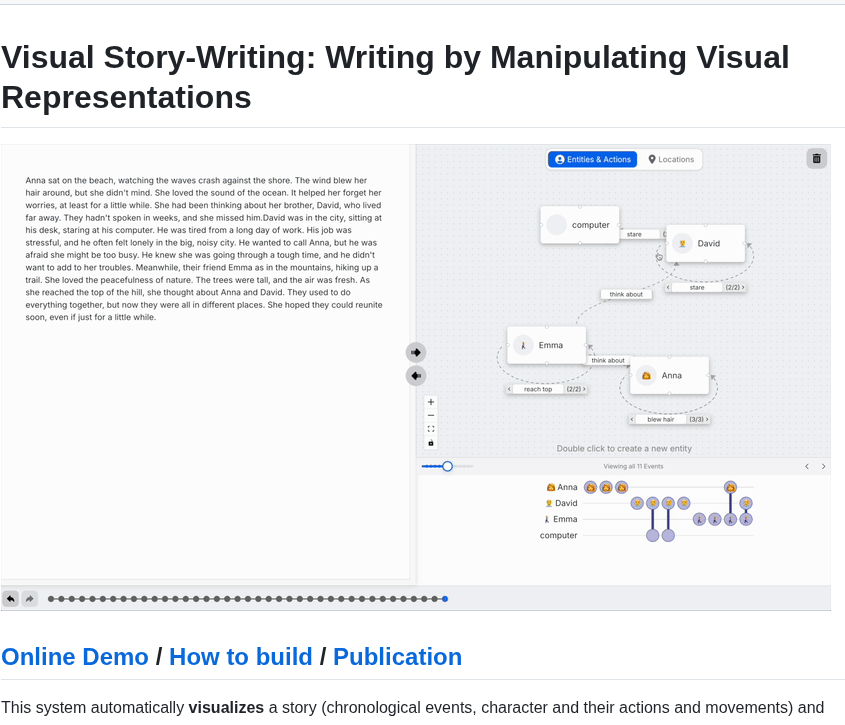 Visual Story-Writing: Writing by Manipulating Visual
Representations
Anna sat on the beach, watching the waves crash against the shore. The wind blew her
hair around, but she didn't mind. She loved the sound of the ocean. It helped her forget her
worries, at least for a little while. She had been thinking about her brother, David, who lived
far away. They hadn't spoken in weeks, and she missed him.David was in the city, sitting at
his desk, staring at his computer. He was tired from a long day of work. His job was
stressful, and he often felt lonely in the big, noisy city. He wanted to call Anna, but he was
afraid she might be too busy. He knew she was going through a tough time, and he didn't
want to add to her troubles. Meanwhile, their friend Emma as in the mountains, hiking up a
trail. She loved the peacefulness of nature. The trees were tall, and the air was fresh. As
she reached the top of the hill, she thought about Anna and David. They used to do
everything together, but now they were all in different places. She hoped they could reunite
soon, even if just for a little while.
Entities & Actions
Locations
computer
stare
David
stare (2/2)
think about
Emma
think about
Anna
reach top (2/2)
blew hair (3/3)
Double click to create a new entity
Viewing all 11 Events
Anna
David
Emma
computer
Online Demo / How to build / Publication
This system automatically visualizes a story (chronological events, character and their actions and movements) and